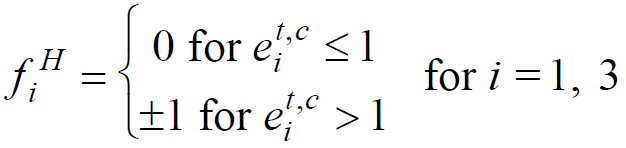 f_i^H = { 0 for e_i^{t,c} ≤ 1
±1 for e_i^{t,c} > 1
for i = 1, 3